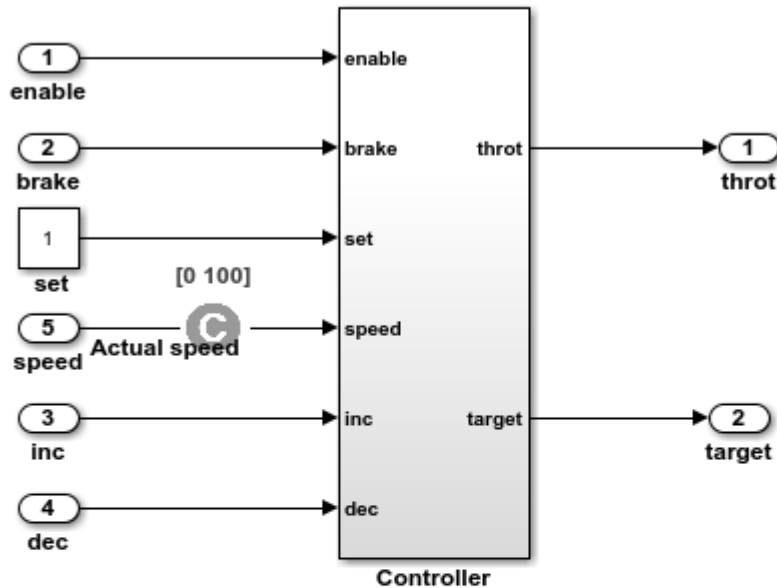 1
enable
enable
2
brake
brake
throt
1
throt
1
set
set
[0 100]
C
5
speed
Actual speed
speed
3
inc
inc
target
2
target
4
dec
dec
Controller